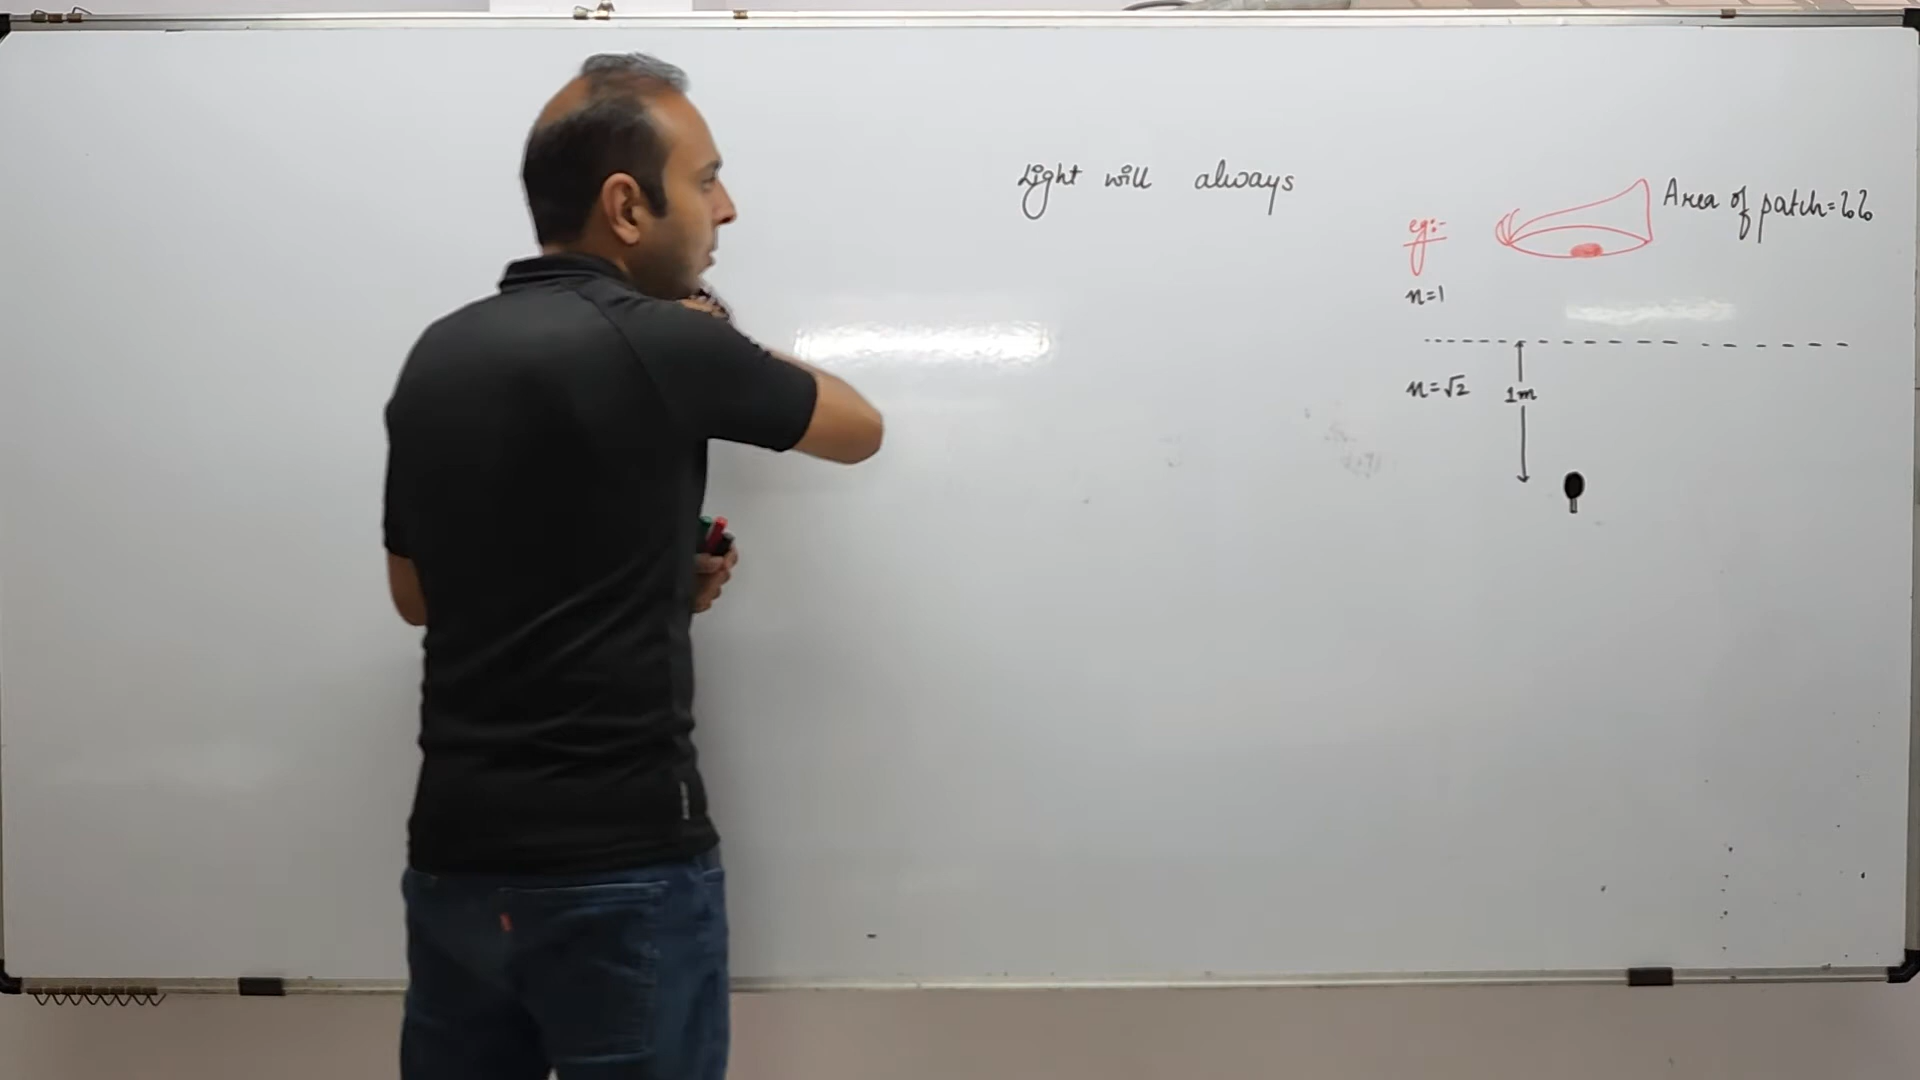 Light will always
Area of patch=??
eg:-
n=1
n=√2
1m